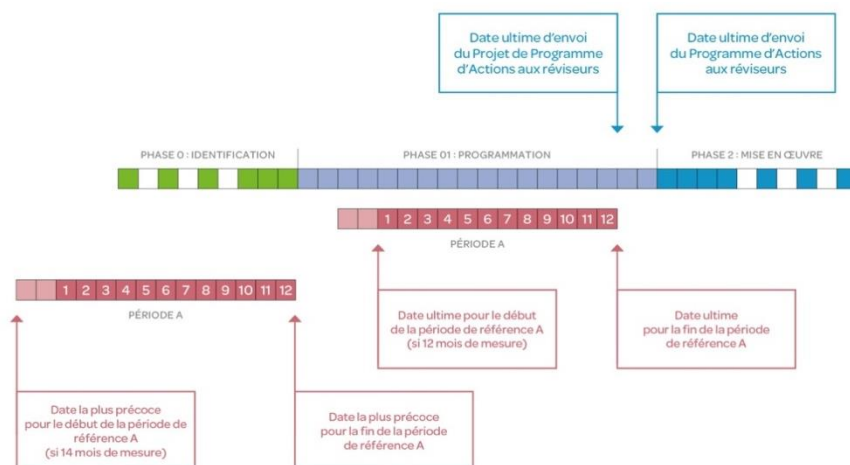 Date ultime d'envoi
du Projet de Programme
d'Actions aux réviseurs
Date ultime d'envoi
du Programme d'Actions
aux réviseurs
PHASE 0 : IDENTIFICATION
PHASE 01 : PROGRAMMATION
PHASE 2 : MISE EN ŒUVRE
1 2 3 4 5 6 7 8 9 10 11 12
PÉRIODE A
1 2 3 4 5 6 7 8 9 10 11 12
PÉRIODE A
Date ultime pour le début
de la période de référence A
(si 12 mois de mesure)
Date ultime
pour la fin de la période
de référence A
Date la plus précoce
pour le début de la période de
référence A
(si 14 mois de mesure)
Date la plus précoce
pour la fin de la période
de référence A